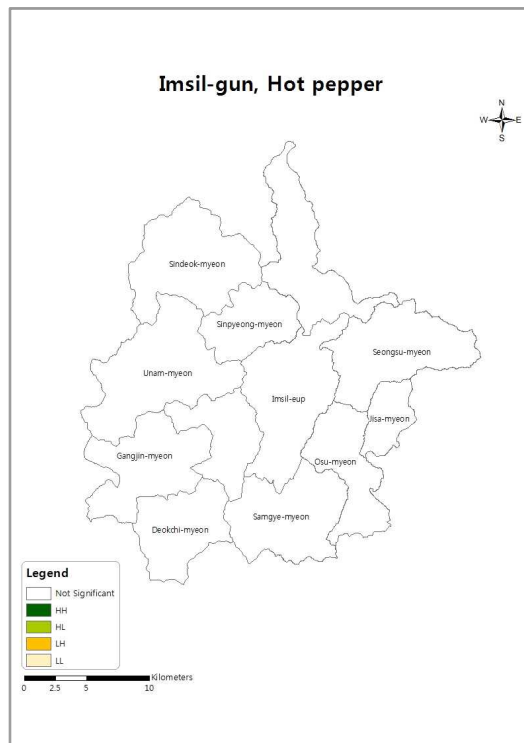 Imsil-gun, Hot pepper
N
W E
S
Sindeok-myeon
Sinpyeong-myeon
Seongsu-myeon
Unam-myeon
Imsil-eup
Jisa-myeon
Gangjin-myeon
Osu-myeon
Samgye-myeon
Deokchi-myeon
Legend
Not Significant
HH
HL
LH
LL
Kilometers
0 2.5 5 10